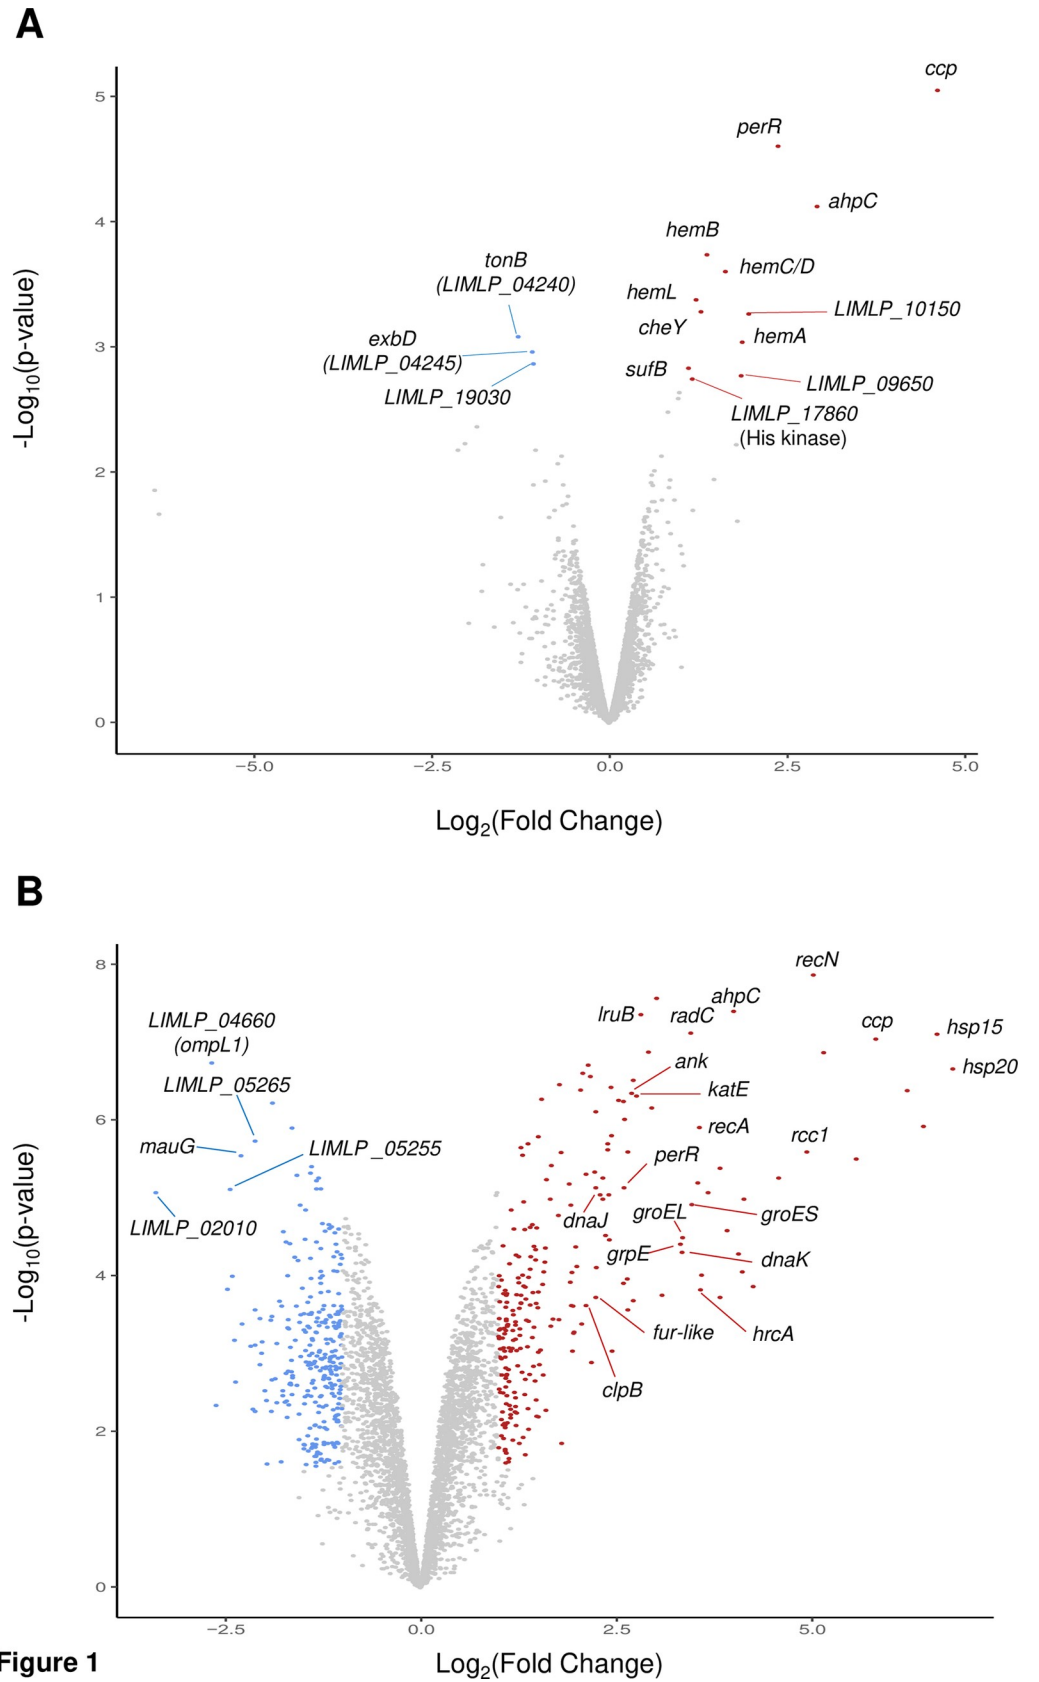 A
ccp
5
perR
ahpC
4
hemB
tonB
hemC/D
(LIMLP_04240)
hemL
LIMLP_10150
cheY
exbD
hemA
3
(LIMLP_04245)
sufB
LIMLP_09650
LIMLP_19030
LIMLP_17860
(His kinase)
2
1
0
-Log10(p-value)
−5.0 −2.5 0.0 2.5 5.0
Log2(Fold Change)
B
recN
8
ahpC
lruB
radC
LIMLP_04660
ccp
hsp15
(ompL1)
ank
hsp20
LIMLP_05265
katE
6
recA
rcc1
mauG
LIMLP_05255
perR
dnaJ
groEL
groES
LIMLP_02010
grpE
dnaK
4
fur-like
hrcA
clpB
2
0
-Log10(p-value)
−2.5 0.0 2.5 5.0
Figure 1
Log2(Fold Change)